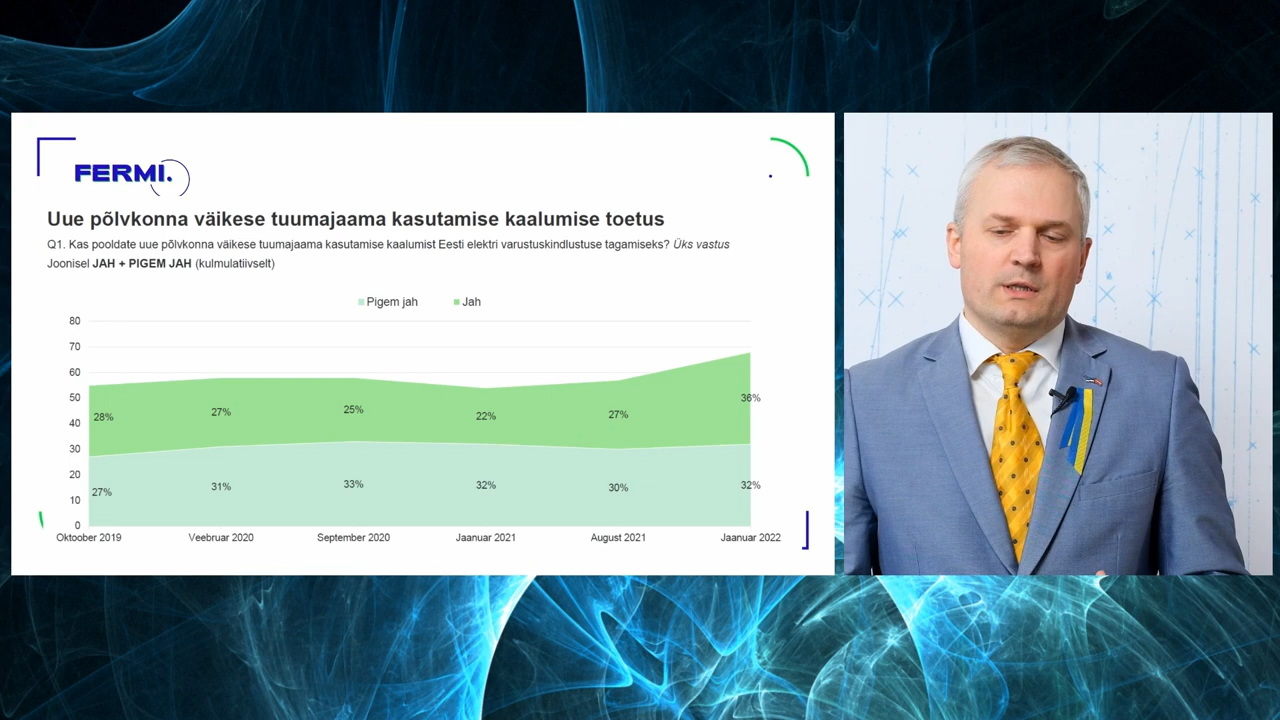 FERMI.
Uue põlvkonna väikese tuumajaama kasutamise kaalumise toetus
Q1. Kas pooldate uue põlvkonna väikese tuumajaama kasutamise kaalumist Eesti elektri varustuskindlustuse tagamiseks? Üks vastus
Joonisel JAH + PIGEM JAH (kulmulatiivselt)
Pigem jah Jah
80
70
60
50
40
30
20
10
0
28% 27% 25% 22% 27% 36%
27% 31% 33% 32% 30% 32%
Oktoober 2019 Veebruar 2020 September 2020 Jaanuar 2021 August 2021 Jaanuar 2022